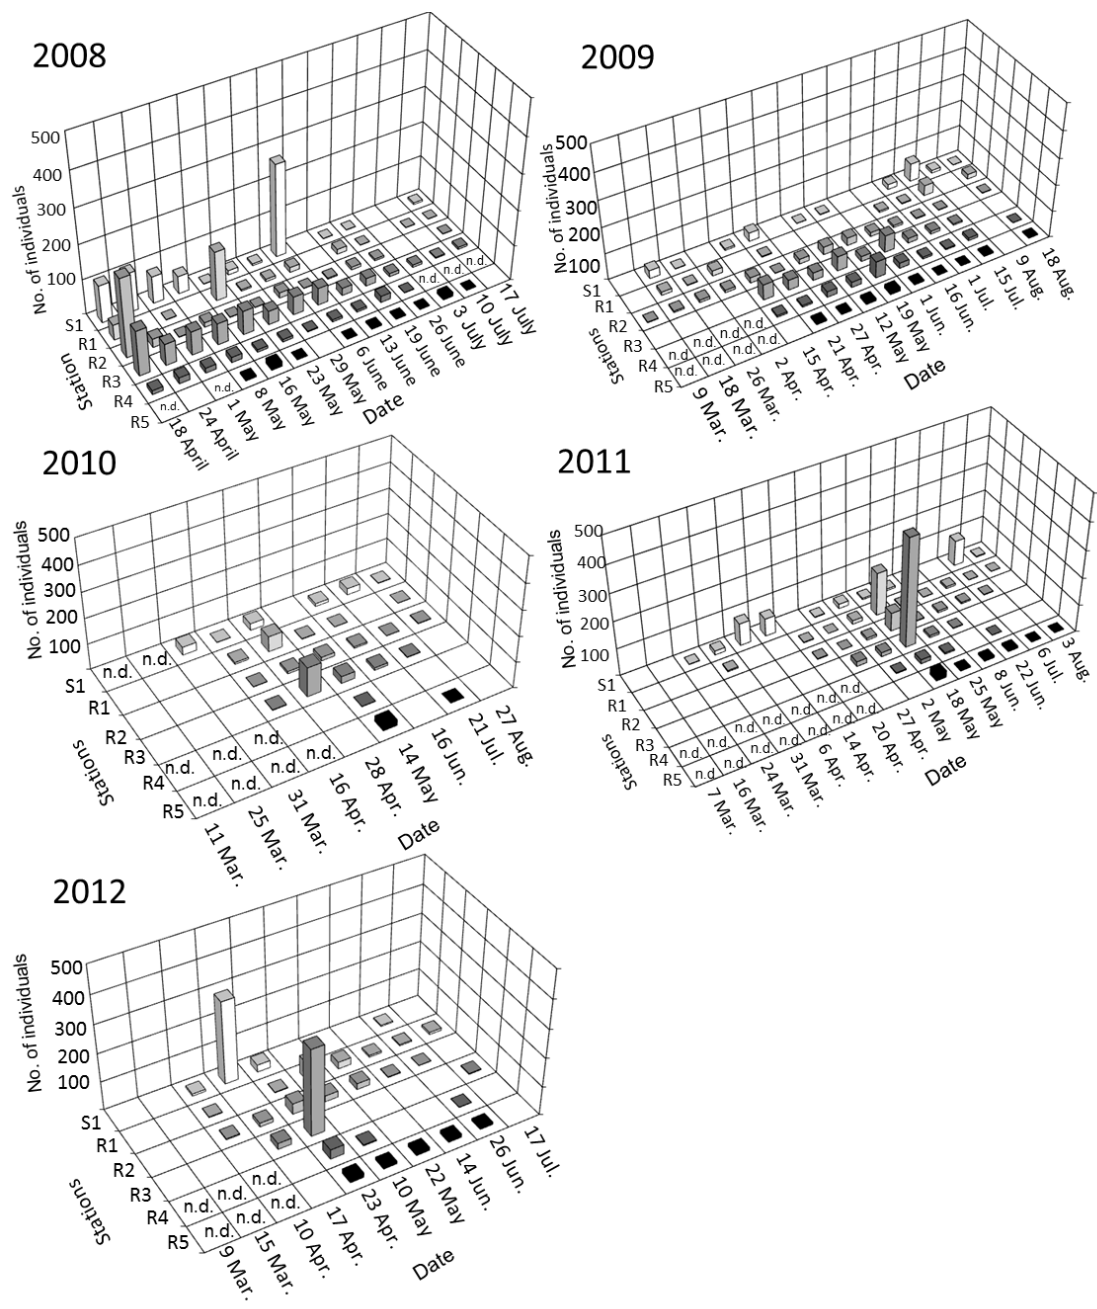 2008
500
400
300
200
100
No. of individuals
S1
R1
R2
R3
R4
R5
Station
n.d.
n.d.
n.d.
n.d.
n.d.
18 April
24 April
1 May
8 May
16 May
23 May
29 May
6 June
13 June
19 June
26 June
3 July
10 July
17 July
Date
2009
500
400
300
200
100
No. of individuals
S1
R1
R2
R3
R4
R5
Stations
n.d.
n.d.
n.d.
n.d.
n.d.
n.d.
n.d.
n.d.
9 Mar.
18 Mar.
26 Mar.
2 Apr.
15 Apr.
21 Apr.
27 Apr.
12 May
19 May
1 Jun.
16 Jun.
1 Jul.
15 Jul.
9 Aug.
18 Aug.
Date
2010
500
400
300
200
100
No. of individuals
S1
R1
R2
R3
R4
R5
Stations
n.d.
n.d.
n.d.
n.d.
n.d.
n.d.
n.d.
n.d.
n.d.
11 Mar.
25 Mar.
31 Mar.
16 Apr.
28 Apr.
14 May
16 Jun.
21 Jul.
27 Aug.
Date
2011
500
400
300
200
100
No. of individuals
S1
R1
R2
R3
R4
R5
Stations
n.d.
n.d.
n.d.
n.d.
n.d.
n.d.
n.d.
n.d.
n.d.
n.d.
n.d.
n.d.
n.d.
n.d.
7 Mar.
16 Mar.
24 Mar.
31 Mar.
6 Apr.
14 Apr.
20 Apr.
27 Apr.
2 May
18 May
25 May
8 Jun.
22 Jun.
6 Jul.
3 Aug.
Date
2012
500
400
300
200
100
No. of individuals
S1
R1
R2
R3
R4
R5
Stations
n.d.
n.d.
n.d.
n.d.
n.d.
n.d.
9 Mar.
15 Mar.
10 Apr.
17 Apr.
23 Apr.
10 May
22 May
14 Jun.
26 Jun.
17 Jul.
Date